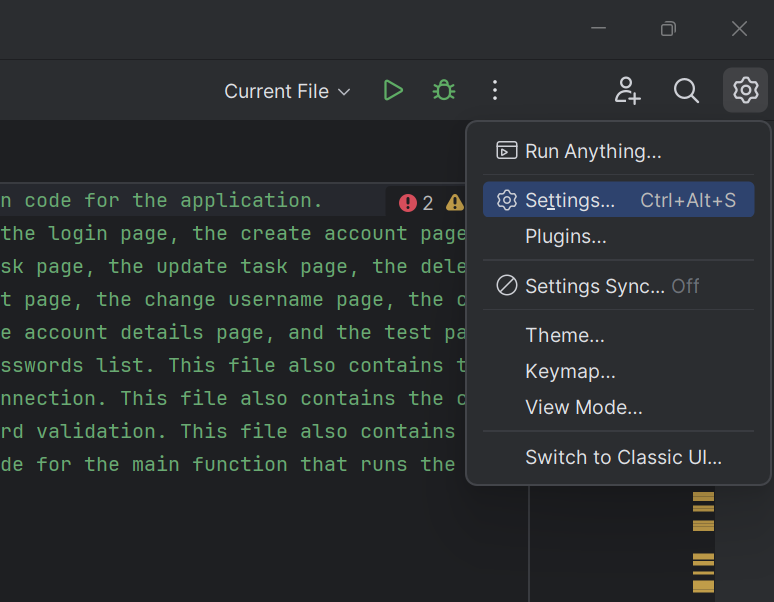 Current File
Run Anything...
n code for the application.
2
Settings... Ctrl+Alt+S
the login page, the create account page
Plugins...
sk page, the update task page, the dele
Settings Sync... Off
t page, the change username page, the
e account details page, and the test pa
Theme...
sswords list. This file also contains
Keymap...
nnection. This file also contains the
View Mode...
rd validation. This file also contains
Switch to Classic UI...
de for the main function that runs the